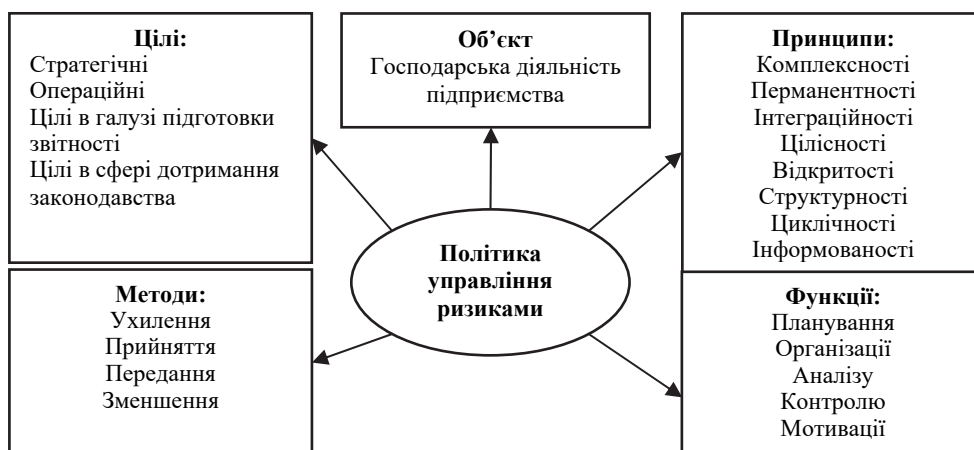 Цілі:
Стратегічні
Операційні
Цілі в галузі підготовки
звітності
Цілі в сфері дотримання
законодавства
Об’єкт
Господарська діяльність
підприємства
Принципи:
Комплексності
Перманентності
Інтеграційності
Цілісності
Відкритості
Структурності
Циклічності
Інформованості
Політика
управління
ризиками
Методи:
Ухилення
Прийняття
Передання
Зменшення
Функції:
Планування
Організації
Аналізу
Контролю
Мотивації